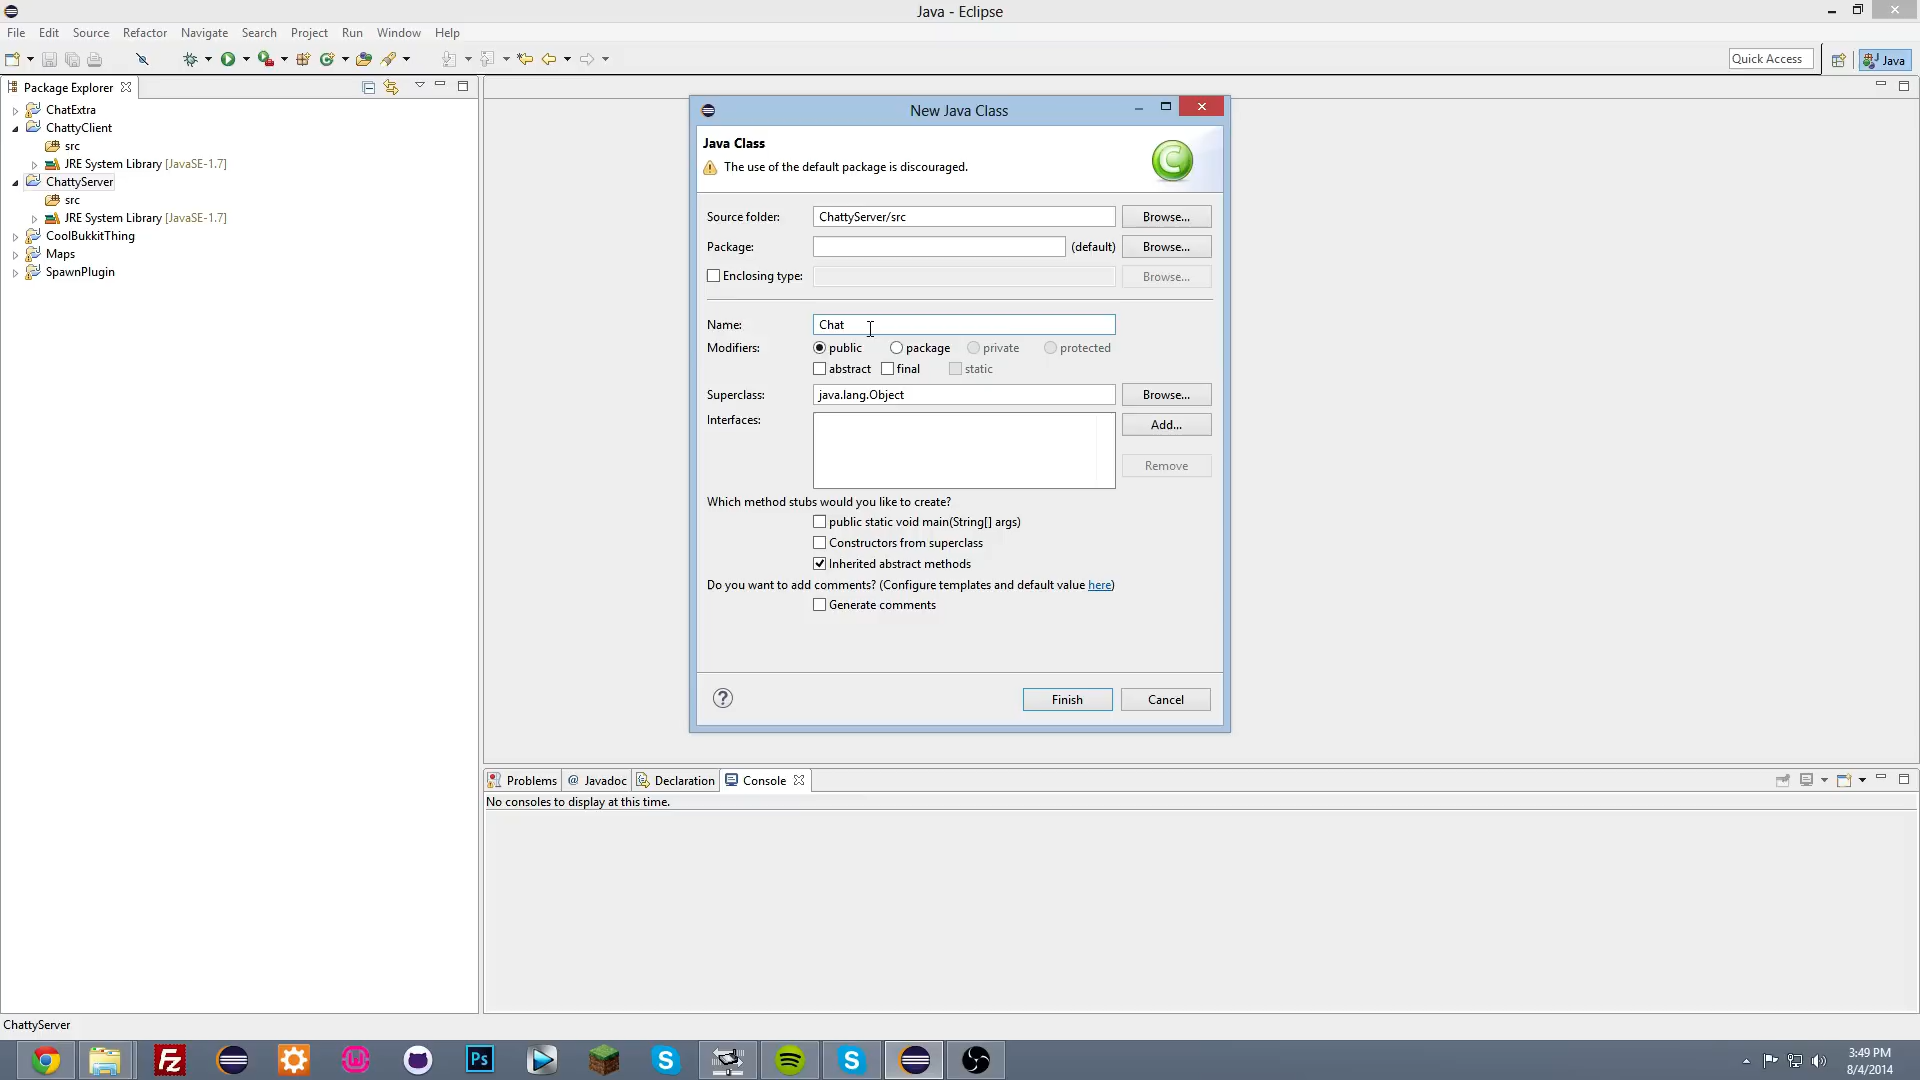 Java - Eclipse
File Edit Source Refactor Navigate Search Project Run Window Help
Quick Access
Java
Package Explorer
ChatExtra
ChattyClient
src
JRE System Library [JavaSE-1.7]
ChattyServer
src
JRE System Library [JavaSE-1.7]
CoolBukkitThing
Maps
SpawnPlugin
New Java Class
Java Class
The use of the default package is discouraged.
Source folder: ChattyServer/src Browse...
Package: (default) Browse...
Enclosing type: Browse...
Name: Chat
Modifiers: public package private protected
abstract final static
Superclass: java.lang.Object Browse...
Interfaces: Add...
Remove
Which method stubs would you like to create?
public static void main(String[] args)
Constructors from superclass
Inherited abstract methods
Do you want to add comments? (Configure templates and default value here)
Generate comments
Finish Cancel
Problems @ Javadoc Declaration Console
No consoles to display at this time.
ChattyServer
Fz
Ps
3:49 PM
8/4/2014